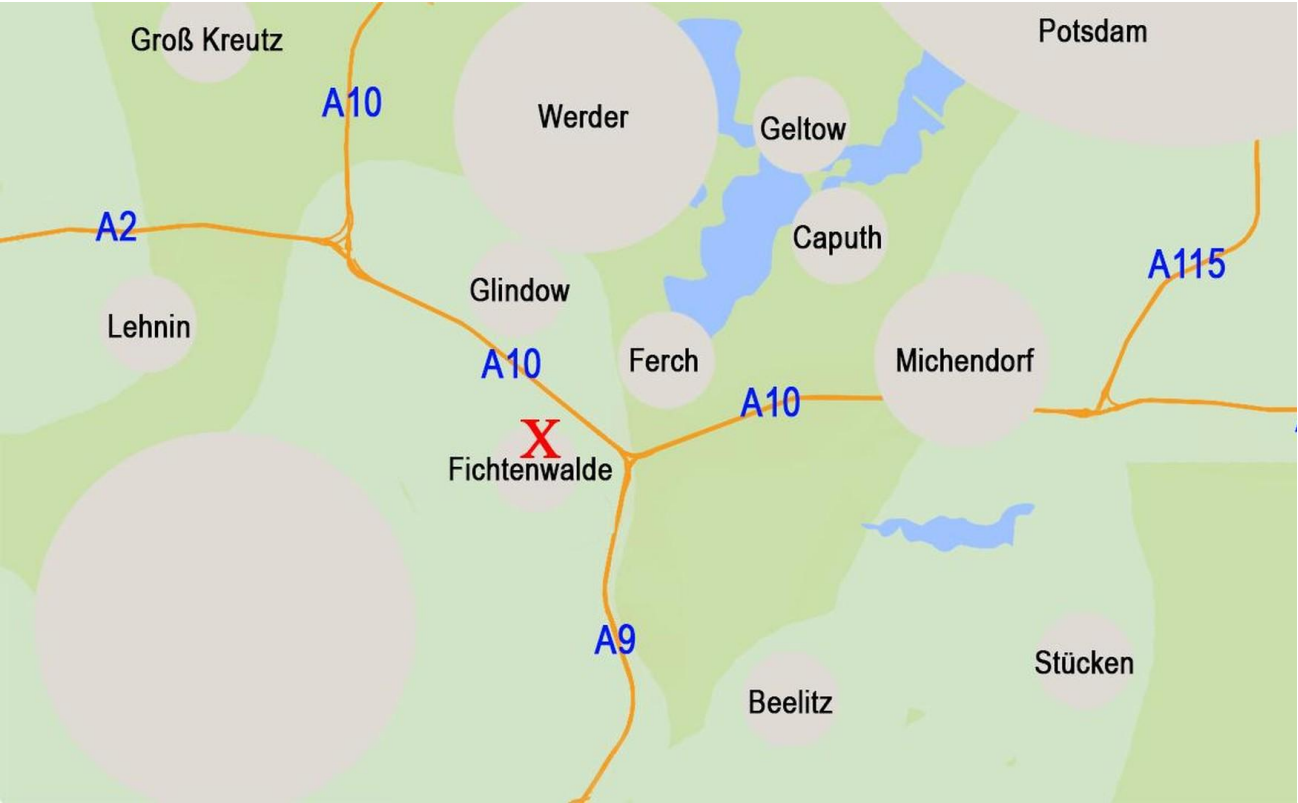 Potsdam
Groß Kreutz
A10
Werder
Geltow
A2
Caputh
A115
Glindow
Lehnin
A10
Ferch
Michendorf
A10
X
Fichtenwalde
A9
Stücken
Beelitz